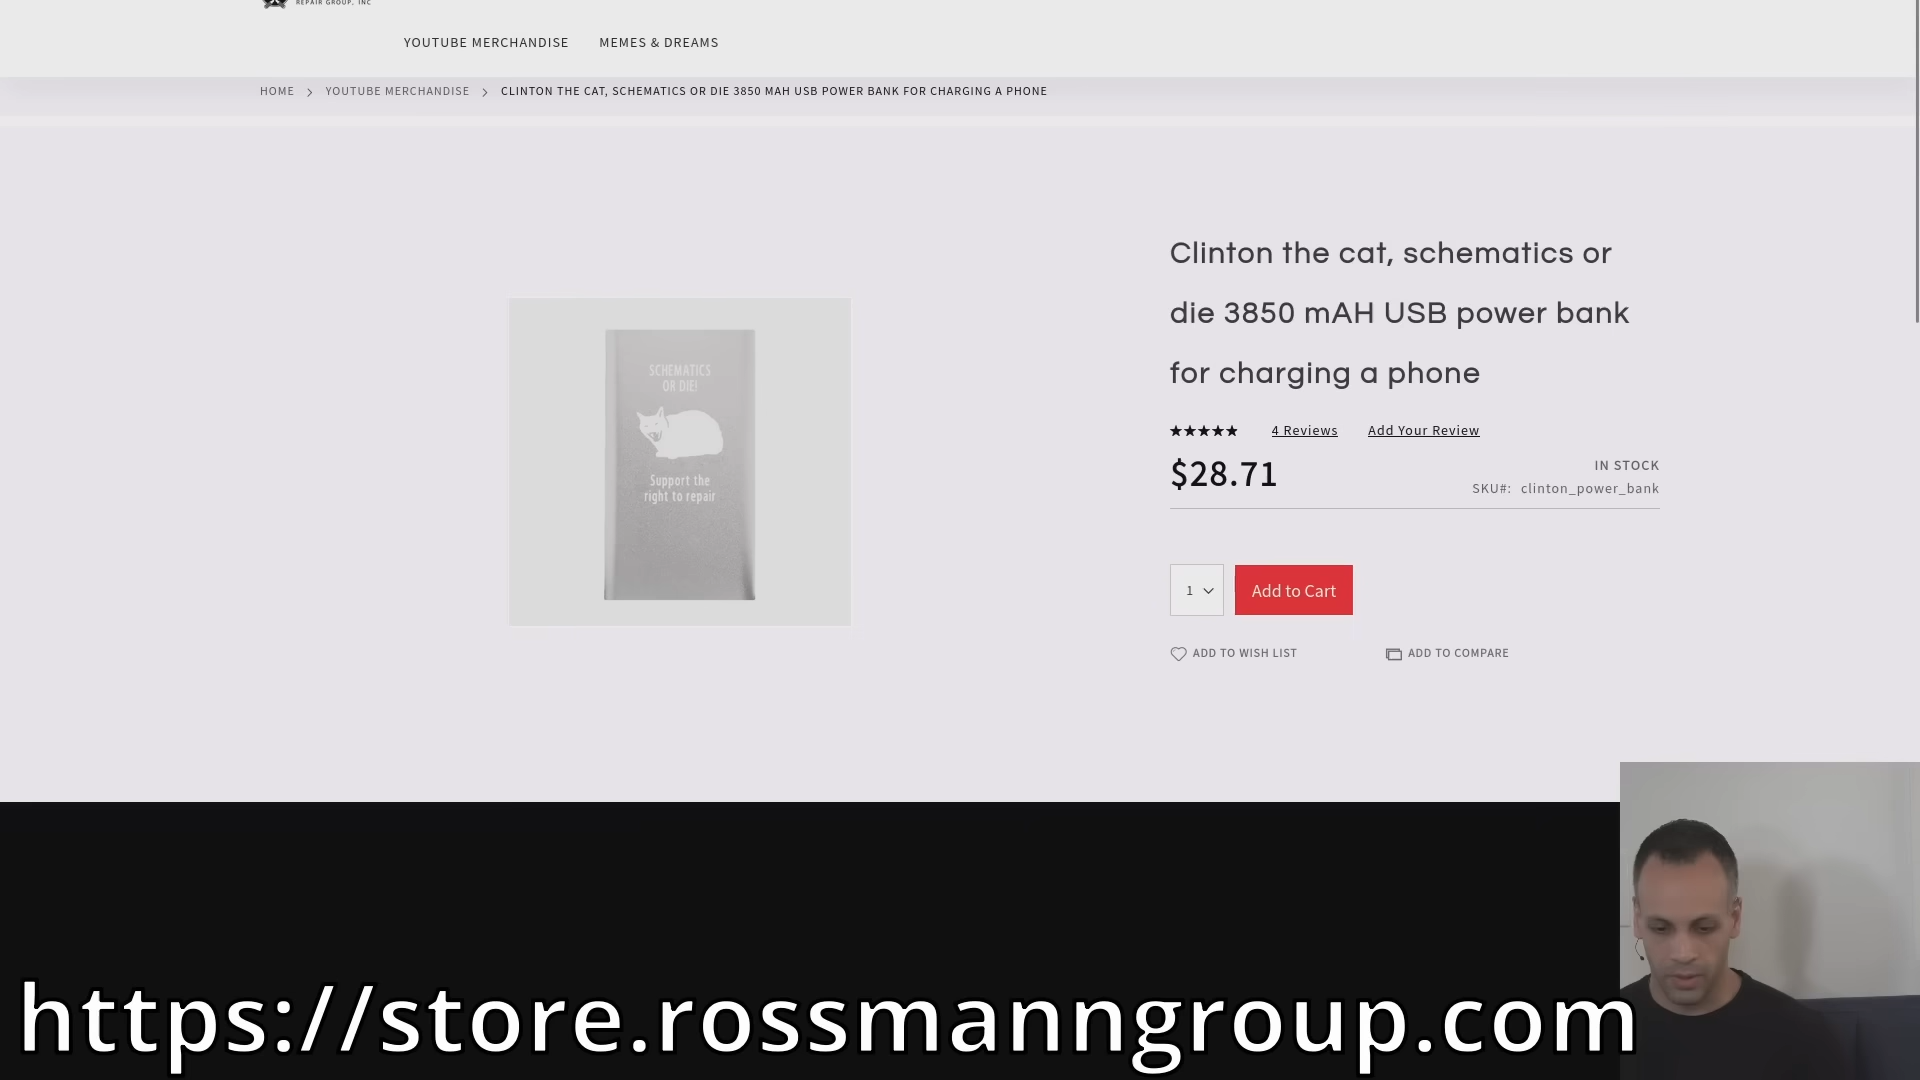 REPAIR GROUP, INC
YOUTUBE MERCHANDISE MEMES & DREAMS
HOME YOUTUBE MERCHANDISE CLINTON THE CAT, SCHEMATICS OR DIE 3850 MAH USB POWER BANK FOR CHARGING A PHONE
SCHEMATICS
OR DIE!
Support the
right to repair
Clinton the cat, schematics or
die 3850 mAH USB power bank
for charging a phone
★★★★★ 4 Reviews Add Your Review
$28.71
IN STOCK
SKU#: clinton_power_bank
1 Add to Cart
ADD TO WISH LIST ADD TO COMPARE
https://store.rossmanngroup.com